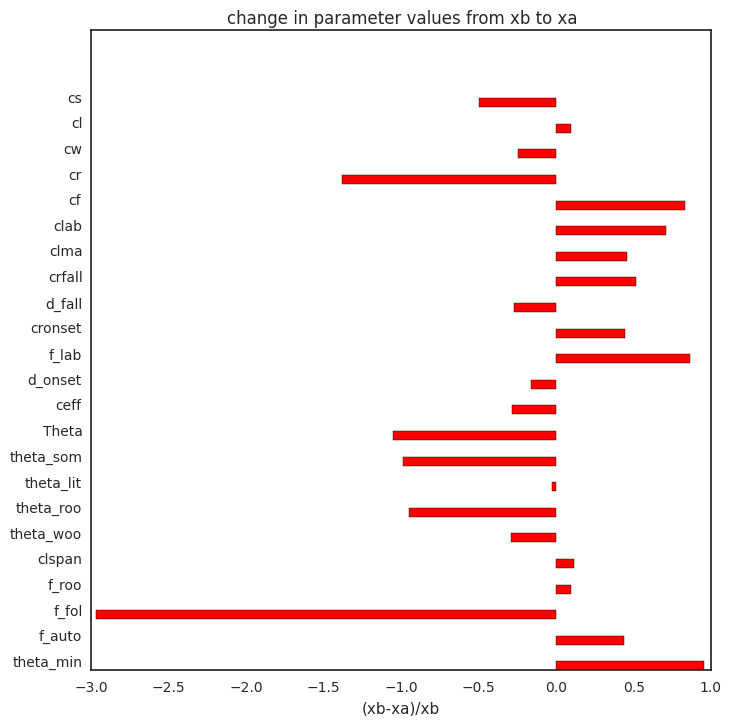 change in parameter values from xb to xa
cs
cl
cw
cr
cf
clab
clma
crfall
d_fall
cronset
f_lab
d_onset
ceff
Theta
theta_som
theta_lit
theta_roo
theta_woo
clspan
f_roo
f_fol
f_auto
theta_min
−3.0 −2.5 −2.0 −1.5 −1.0 −0.5 0.0 0.5 1.0
(xb-xa)/xb